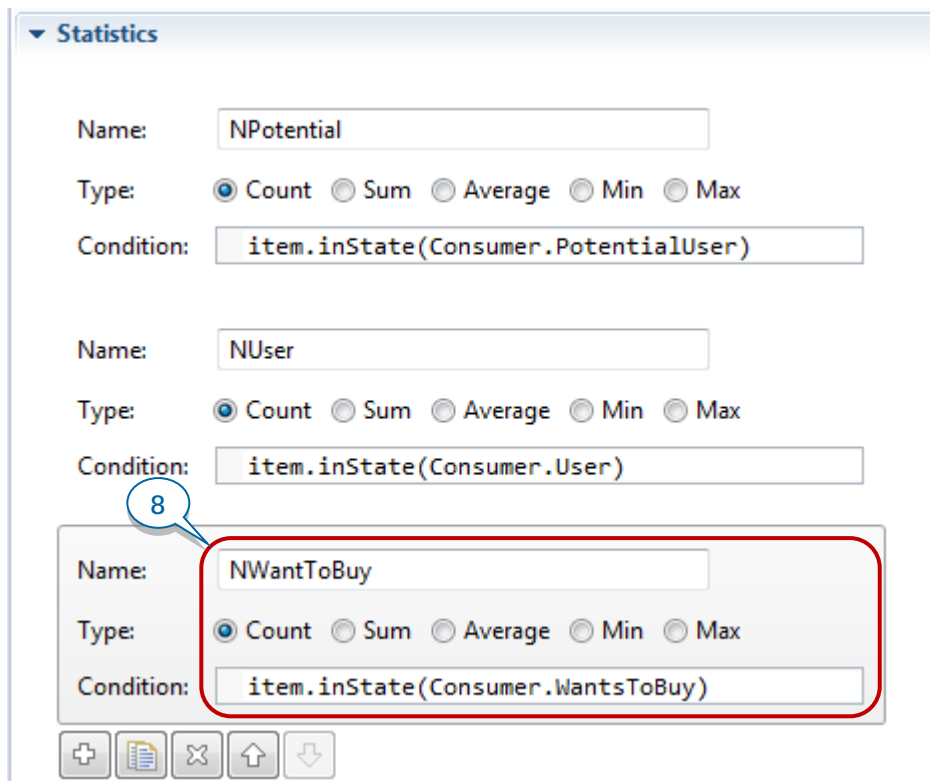 Statistics
Name: NPotential
Type: Count Sum Average Min Max
Condition: item.inState(Consumer.PotentialUser)
Name: NUser
Type: Count Sum Average Min Max
Condition: item.inState(Consumer.User)
8
Name: NWantToBuy
Type: Count Sum Average Min Max
Condition: item.inState(Consumer.WantsToBuy)